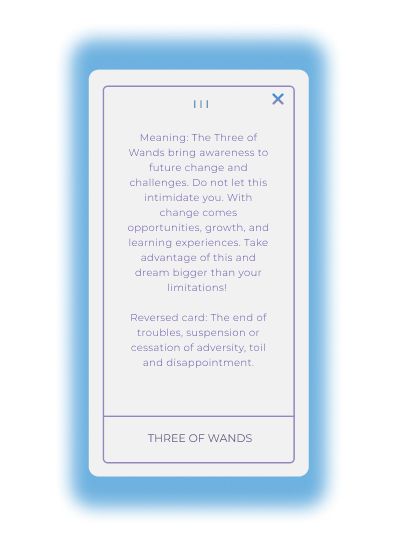 III
Meaning: The Three of
Wands bring awareness to
future change and
challenges. Do not let this
intimidate you. With
change comes
opportunities, growth, and
learning experiences. Take
advantage of this and
dream bigger than your
limitations!
Reversed card: The end of
troubles, suspension or
cessation of adversity, toil
and disappointment.
THREE OF WANDS